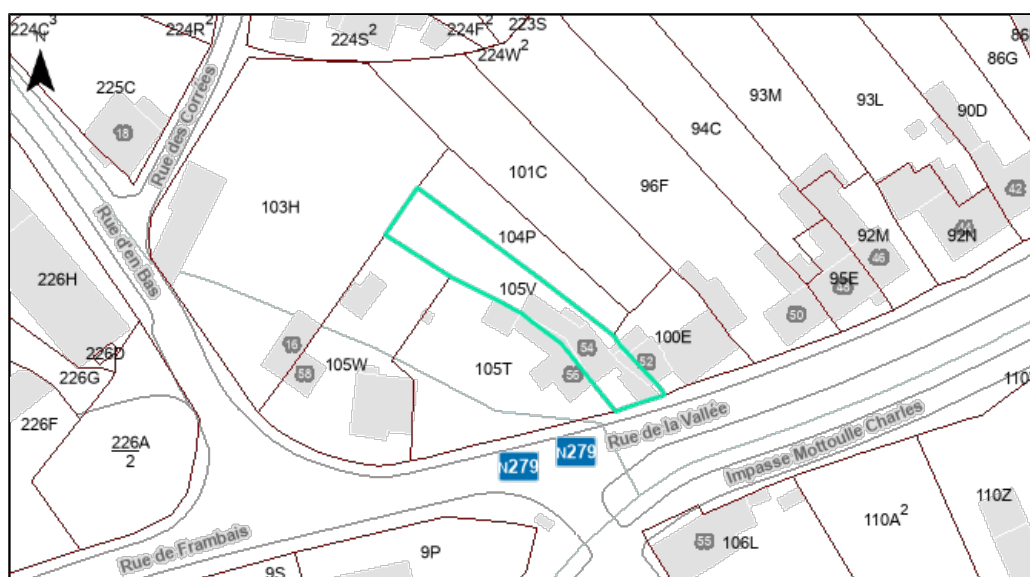 224C³
224R²
224S²
224F²
223S
224W²
86G
N
225C
18
Rue des Corrées
93M
93L
90D
94C
101C
96F
42
103H
104P
Rue d'en Bas
92M
44
92N
46
226H
105V
95E
48
50
226D
16
54
100E
52
226G
58
105W
105T
56
226F
226A
2
Rue de la Vallée
N279
N279
Impasse Mottoulle Charles
110Z
110A²
Rue de Frambais
55
106L
9P
9S